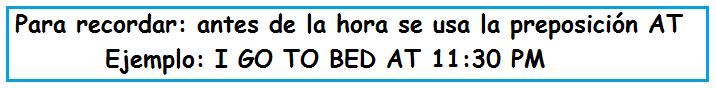 Para recordar: antes de la hora se usa la preposición AT
Ejemplo: I GO TO BED AT 11:30 PM